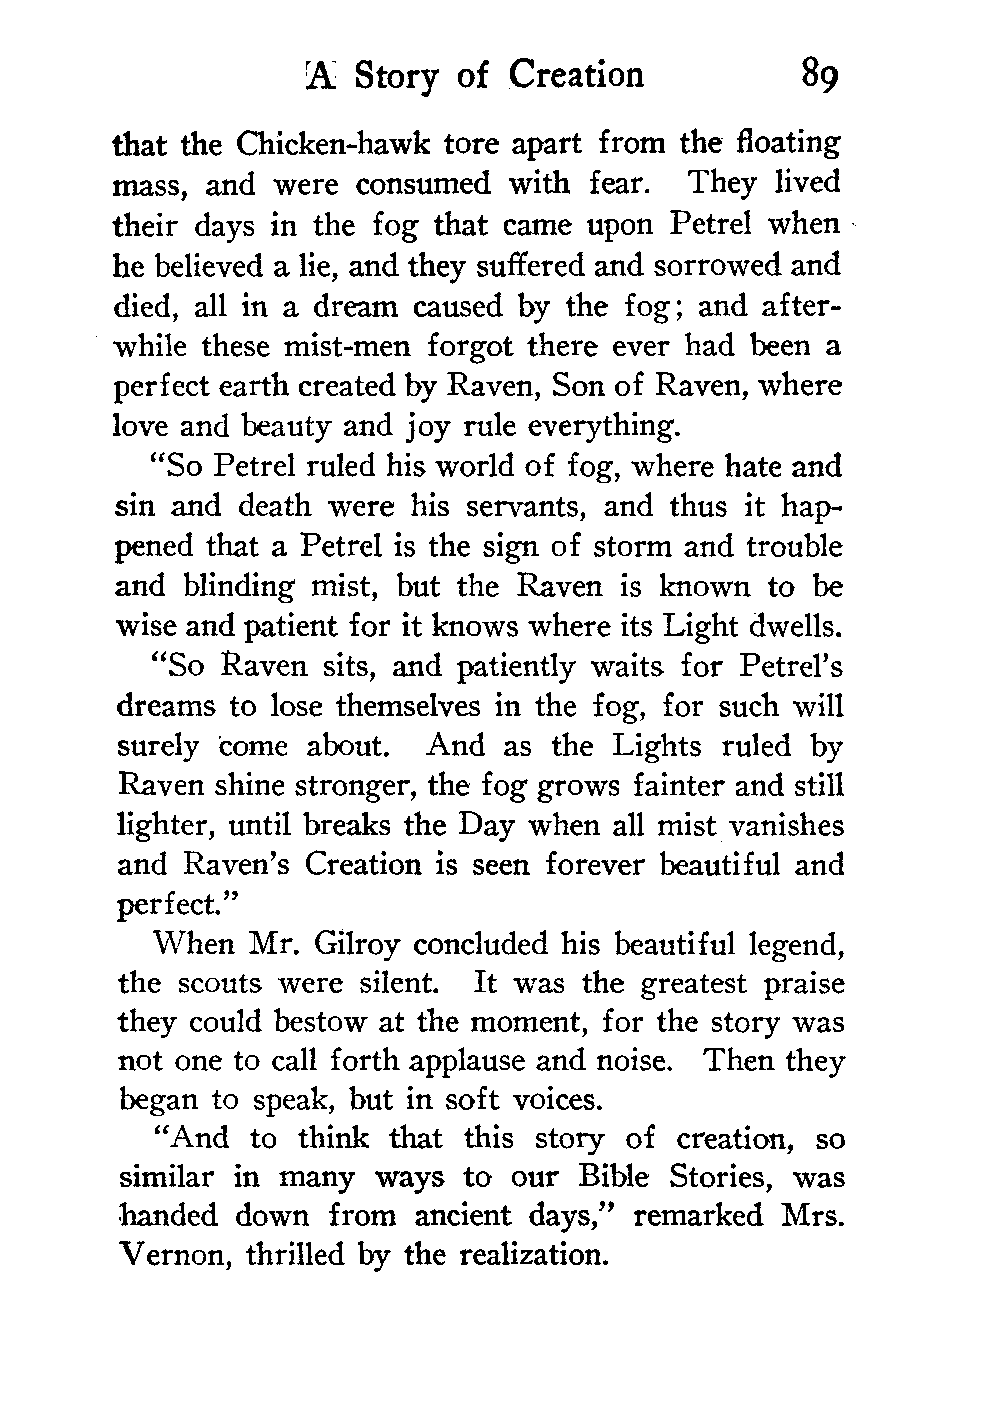 A Story of Creation 89
that the Chicken-hawk tore apart from the floating
mass, and were consumed with fear. They lived
their days in the fog that came upon Petrel when
he believed a lie, and they suffered and sorrowed and
died, all in a dream caused by the fog; and after-
while these mist-men forgot there ever had been a
perfect earth created by Raven, Son of Raven, where
love and beauty and joy rule everything.
“So Petrel ruled his world of fog, where hate and
sin and death were his servants, and thus it hap-
pened that a Petrel is the sign of storm and trouble
and blinding mist, but the Raven is known to be
wise and patient for it knows where its Light dwells.
“So Raven sits, and patiently waits for Petrel’s
dreams to lose themselves in the fog, for such will
surely come about. And as the Lights ruled by
Raven shine stronger, the fog grows fainter and still
lighter, until breaks the Day when all mist vanishes
and Raven’s Creation is seen forever beautiful and
perfect.”
When Mr. Gilroy concluded his beautiful legend,
the scouts were silent. It was the greatest praise
they could bestow at the moment, for the story was
not one to call forth applause and noise. Then they
began to speak, but in soft voices.
“And to think that this story of creation, so
similar in many ways to our Bible Stories, was
handed down from ancient days,” remarked Mrs.
Vernon, thrilled by the realization.